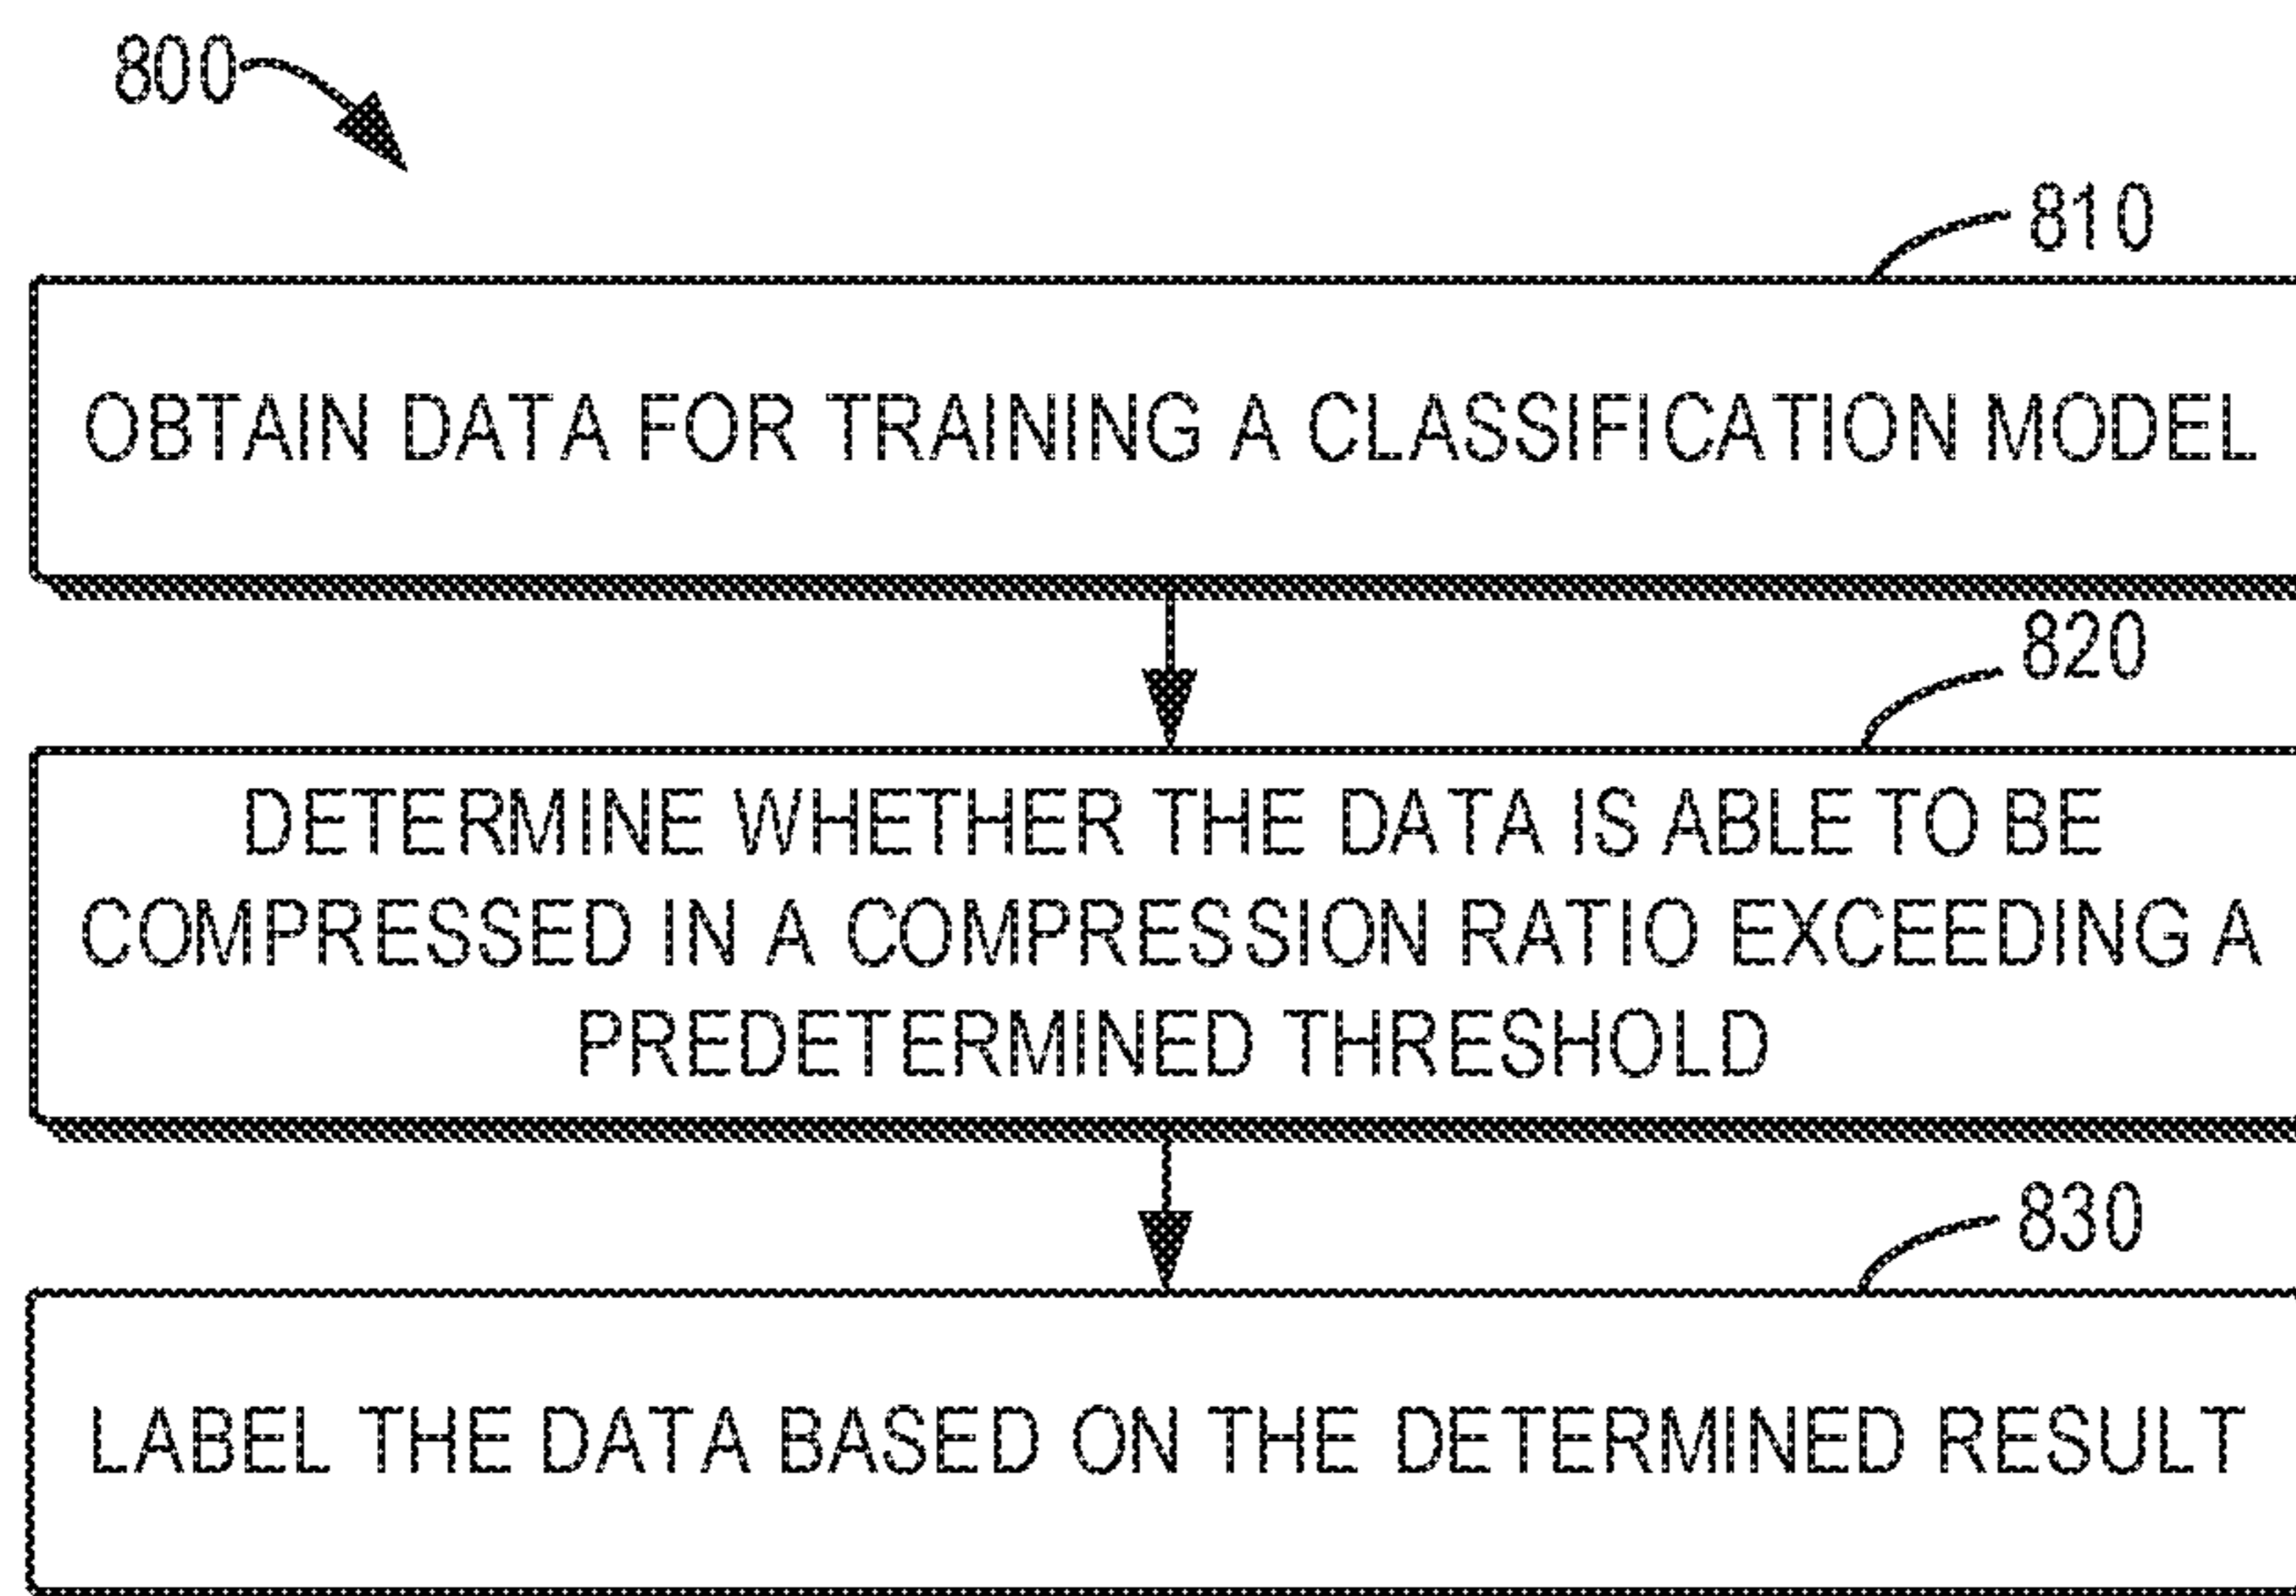 800
810
OBTAIN DATA FOR TRAINING A CLASSIFICATION MODEL
820
DETERMINE WHETHER THE DATA IS ABLE TO BE
COMPRESSED IN A COMPRESSION RATIO EXCEEDING A
PREDETERMINED THRESHOLD
830
LABEL THE DATA BASED ON THE DETERMINED RESULT